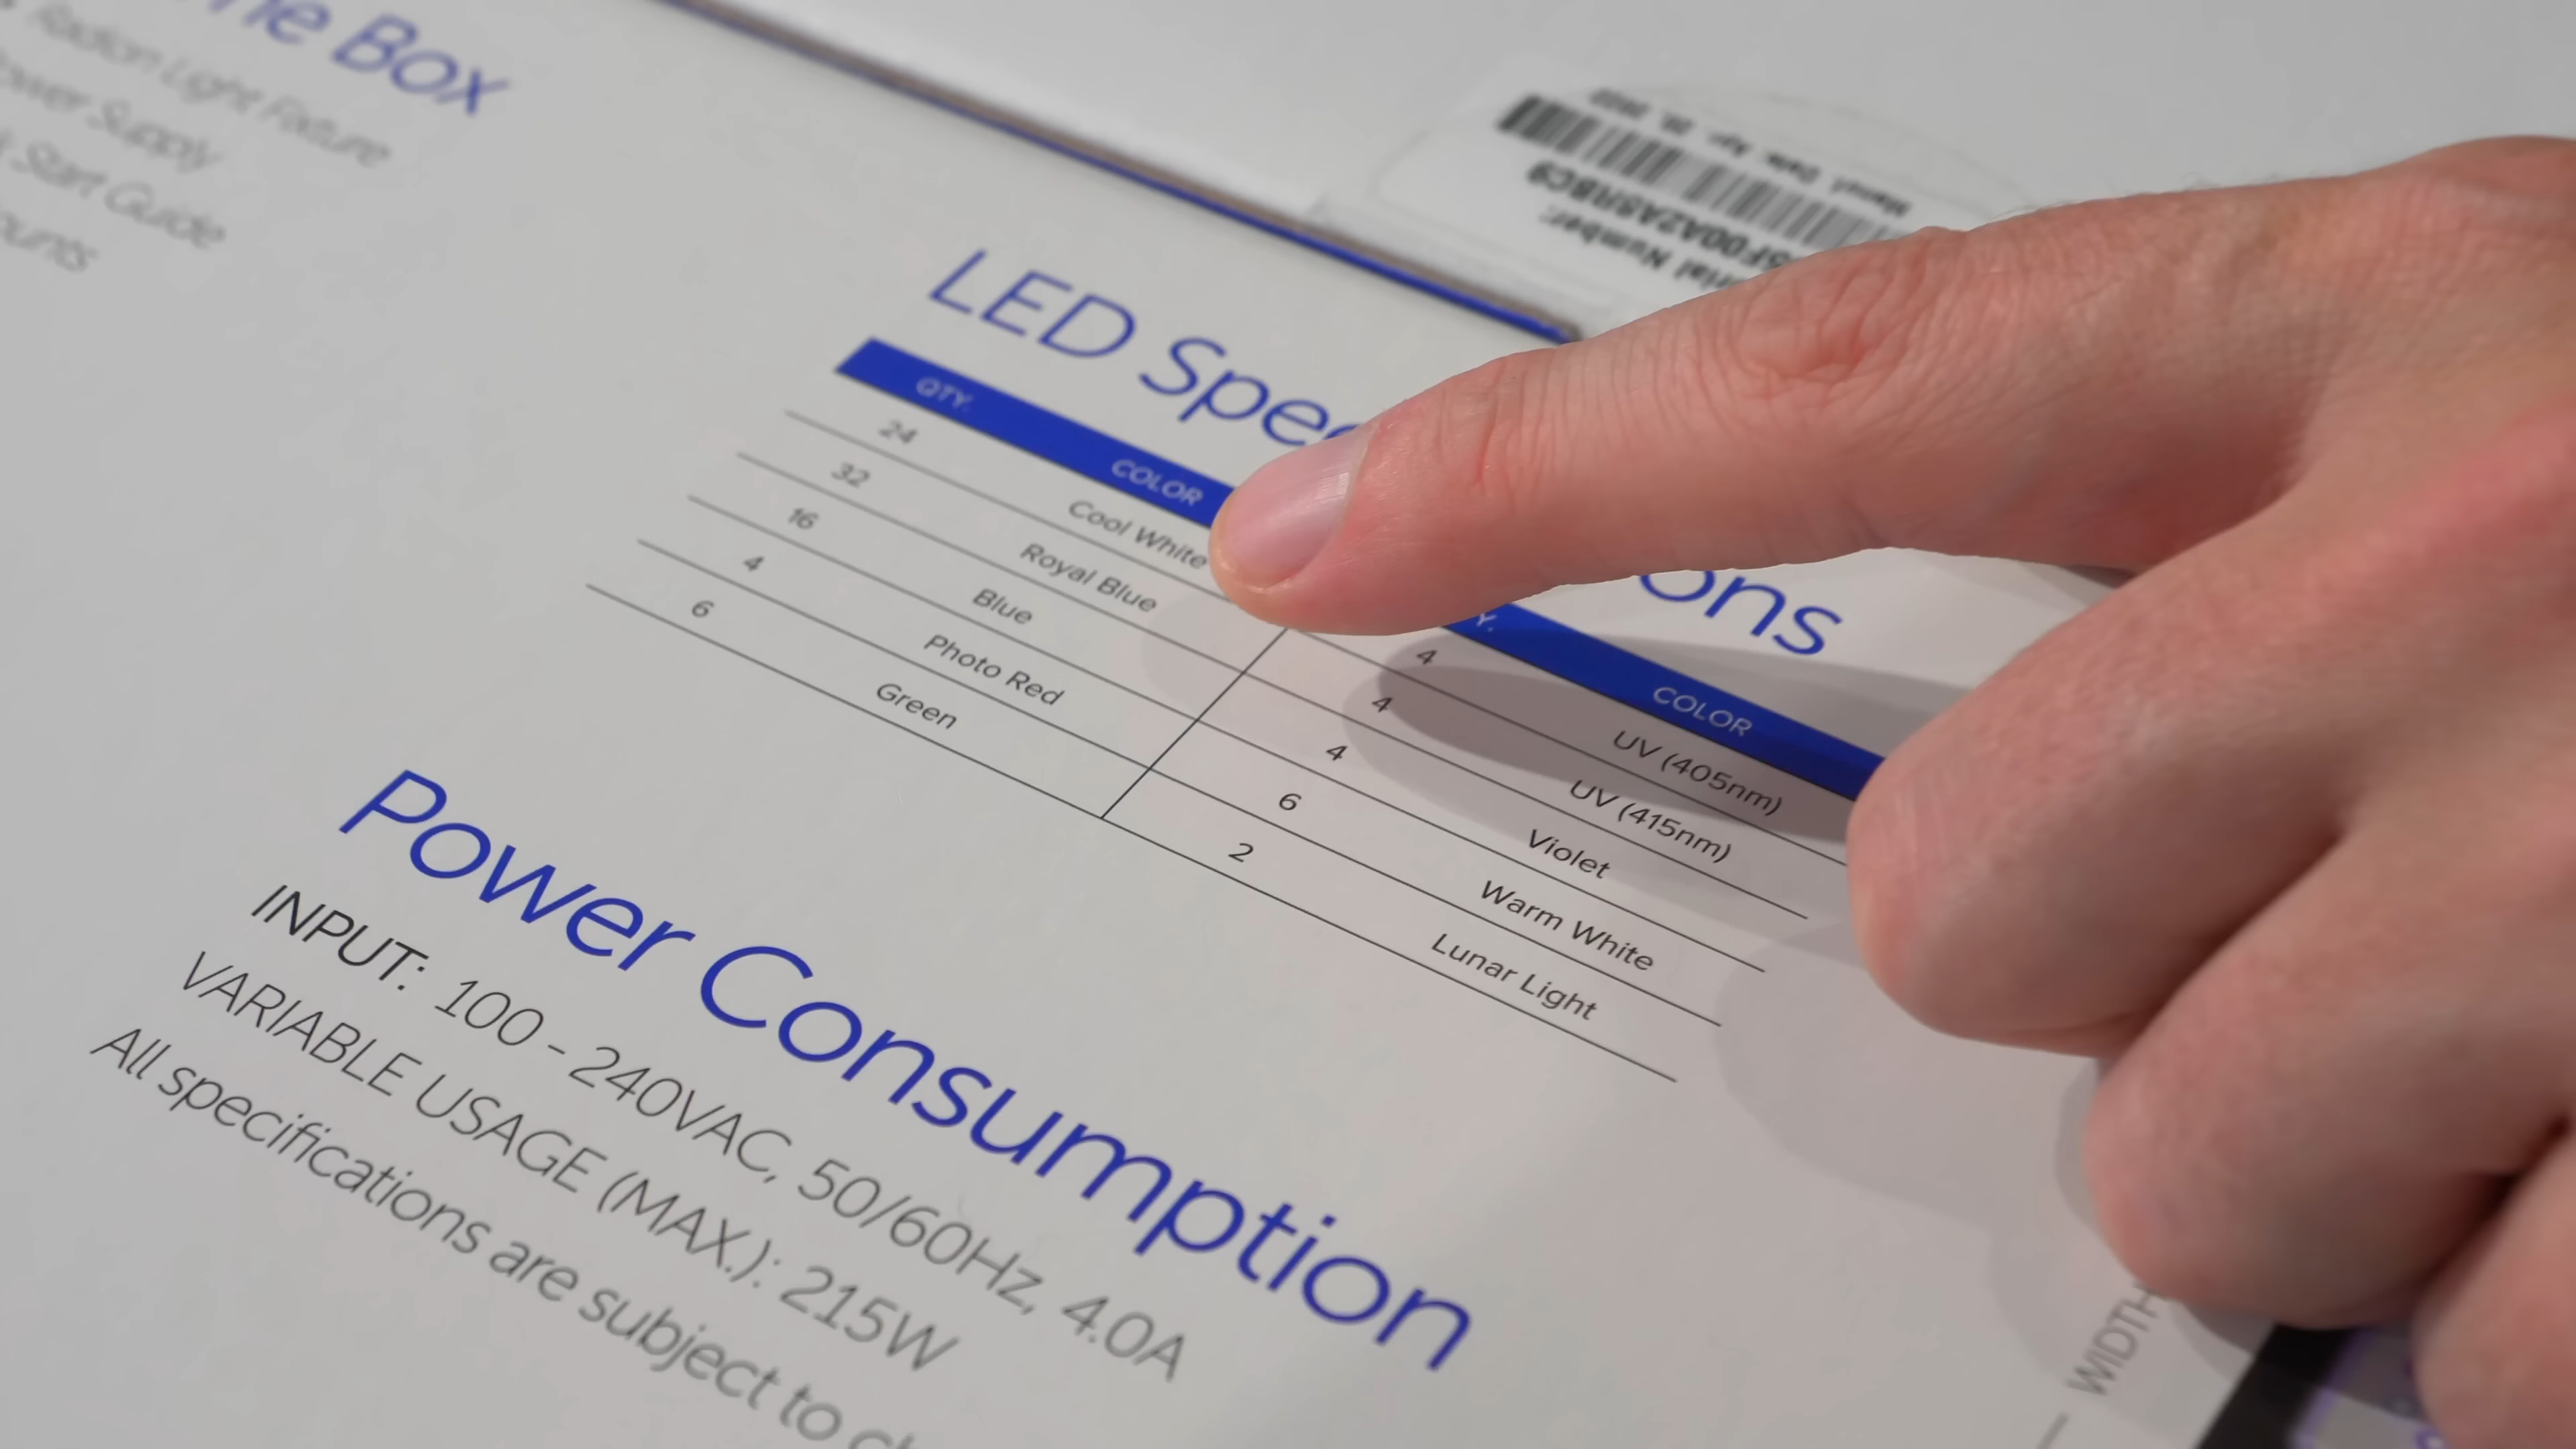 Box
Radion Light Fixture
Power Supply
Start Guide
LED
QTY. COLOR COLOR
24 Cool White 4 UV (405nm)
32 Royal Blue 4 UV (415nm)
16 Blue 4 Violet
4 Photo Red 6 Warm White
6 Green 2 Lunar Light
Power Consumption
INPUT: 100 - 240VAC, 50/60Hz, 4.0A
VARIABLE USAGE (MAX.): 215W
All specifications are subject to
WIDTH
Number:
Manuf. Date: